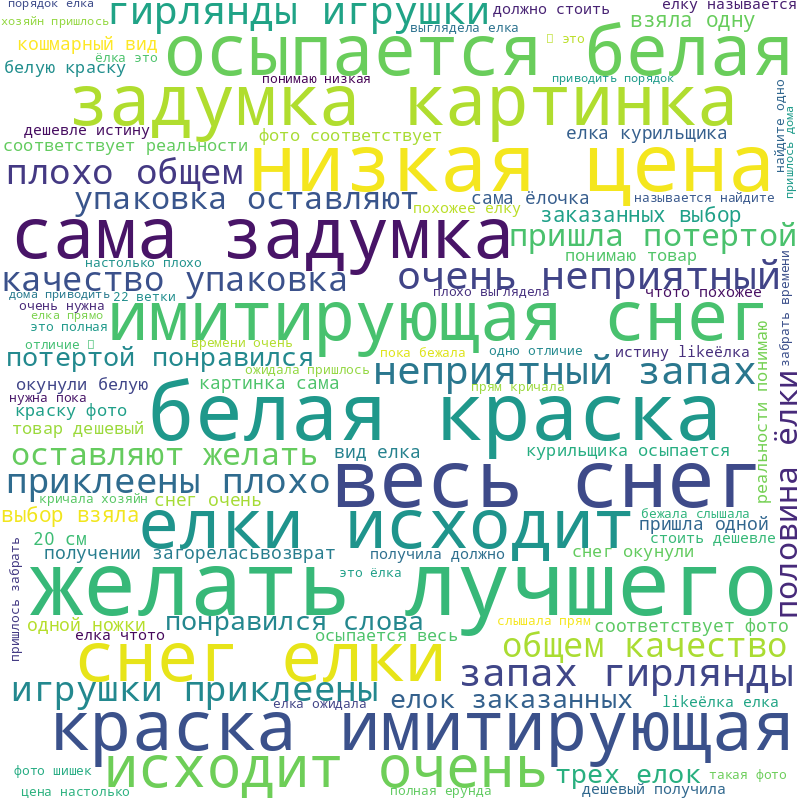 порядок елка
гирлянды игрушки
должно стоить
елку называется
хозяйн пришлось
выглядела елка
взяла одну
кошмарный вид
осыпается белая
это
ёлка это
белую краску
понимаю низкая
приводить порядок
задумка картинка
найдите одно
пришлось дома
дешевле истину
фото соответствует
елка курильщика
соответствует реальности
низкая цена
плохо общем
упаковка оставляют
сама ёлочка
называется найдите
похожее елку
заказанных выбор
сама задумка
пришла потертой
понимаю товар
забрать времени
настолько плохо
качество упаковка
очень неприятный
дома приводить
22 ветки
плохо выглядела
чтото похожее
очень нужна
елка прямо
это полная
имитирующая снег
отличие
времени очень
потертой понравился
пока бежала
одно отличие
истину likeёлка
ожидала пришлось
неприятный запах
окунули белую
картинка сама
прям кричала
нужна пока
краску фото
белая краска
товар дешевый
реальности понимаю
половина ёлки
оставляют желать
вид елка
курильщика осыпается
приклеены плохо
весь снег
кричала хозяйн
снег очень
выбор взяла
елки исходит
бежала слышала
пришла одной
20 см
стоить дешевле
получении загореласьвозврат
получила должно
снег окунули
пришлось забрать
это ёлка
желать лучшего
одной ножки
понравился слова
слышала прям
соответствует фото
елка чтото
осыпается весь
снег елки
общем качество
запах гирлянды
игрушки приклеены
елок заказанных
likeёлка елка
елка ожидала
краска имитирующая
исходит очень
фото шишек
трех елок
такая фото
цена настолько
полная ерунда
дешевый получила